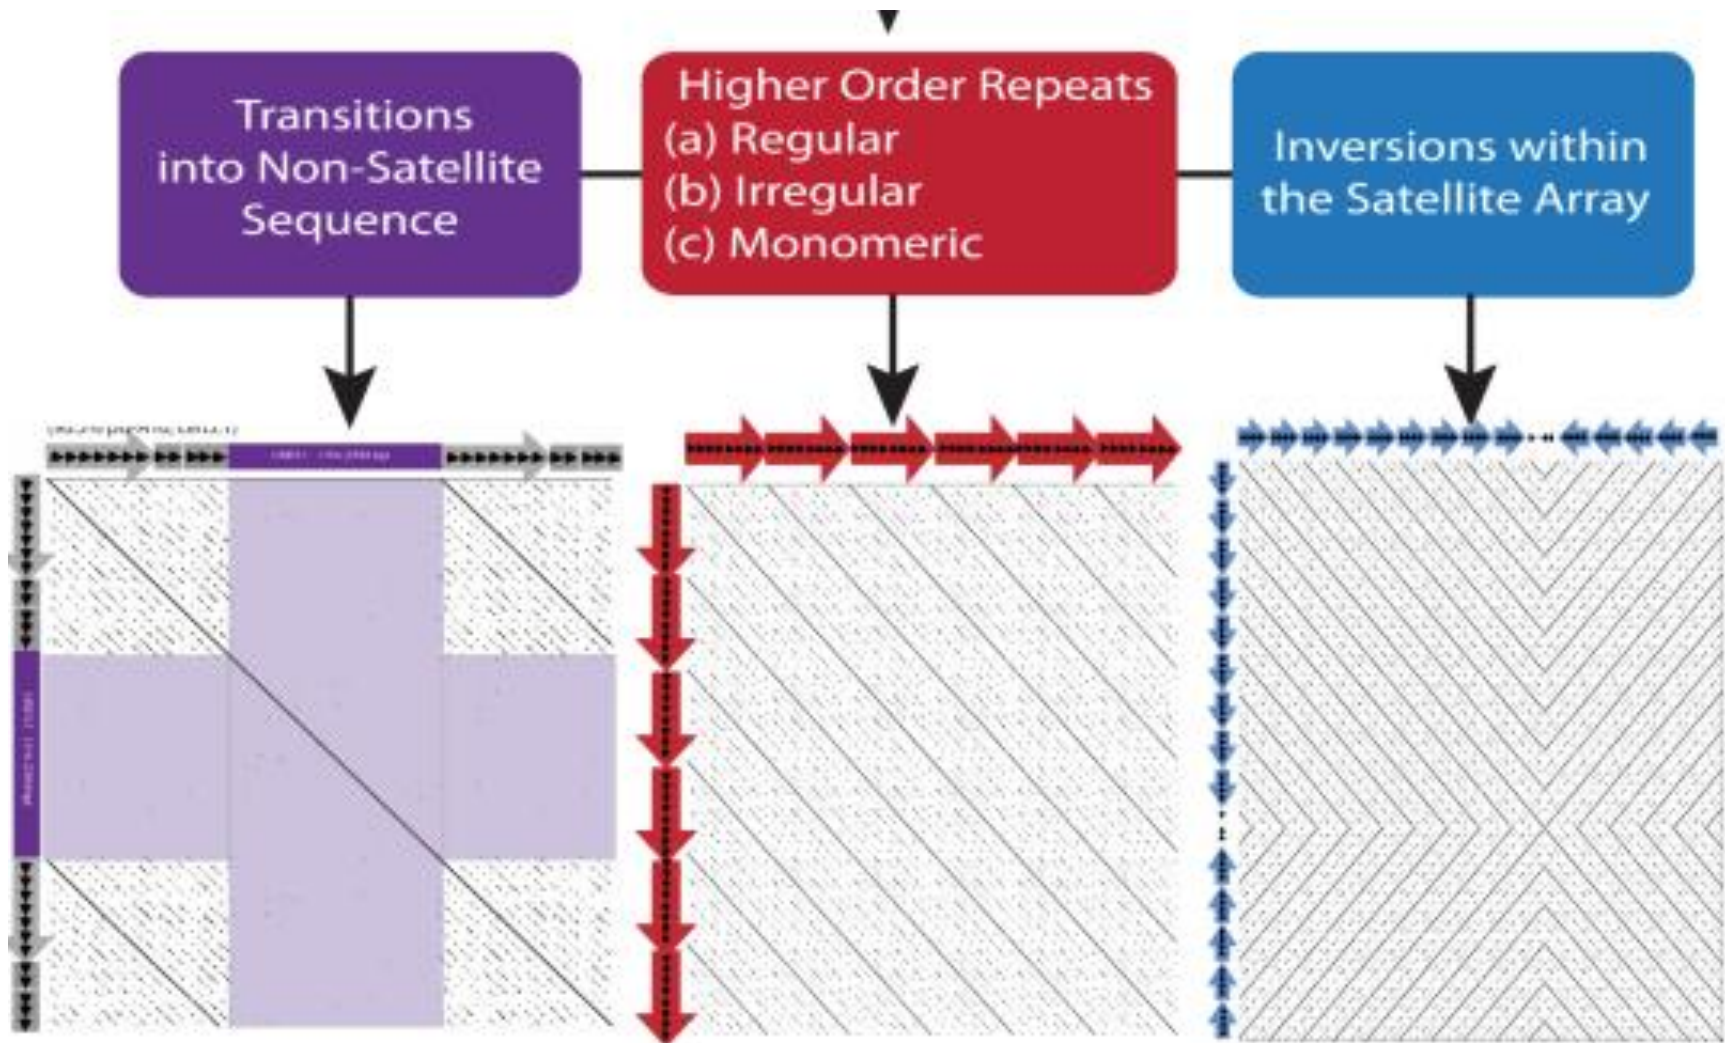 Transitions
into Non-Satellite
Sequence
Higher Order Repeats
(a) Regular
(b) Irregular
(c) Monomeric
Inversions within
the Satellite Array